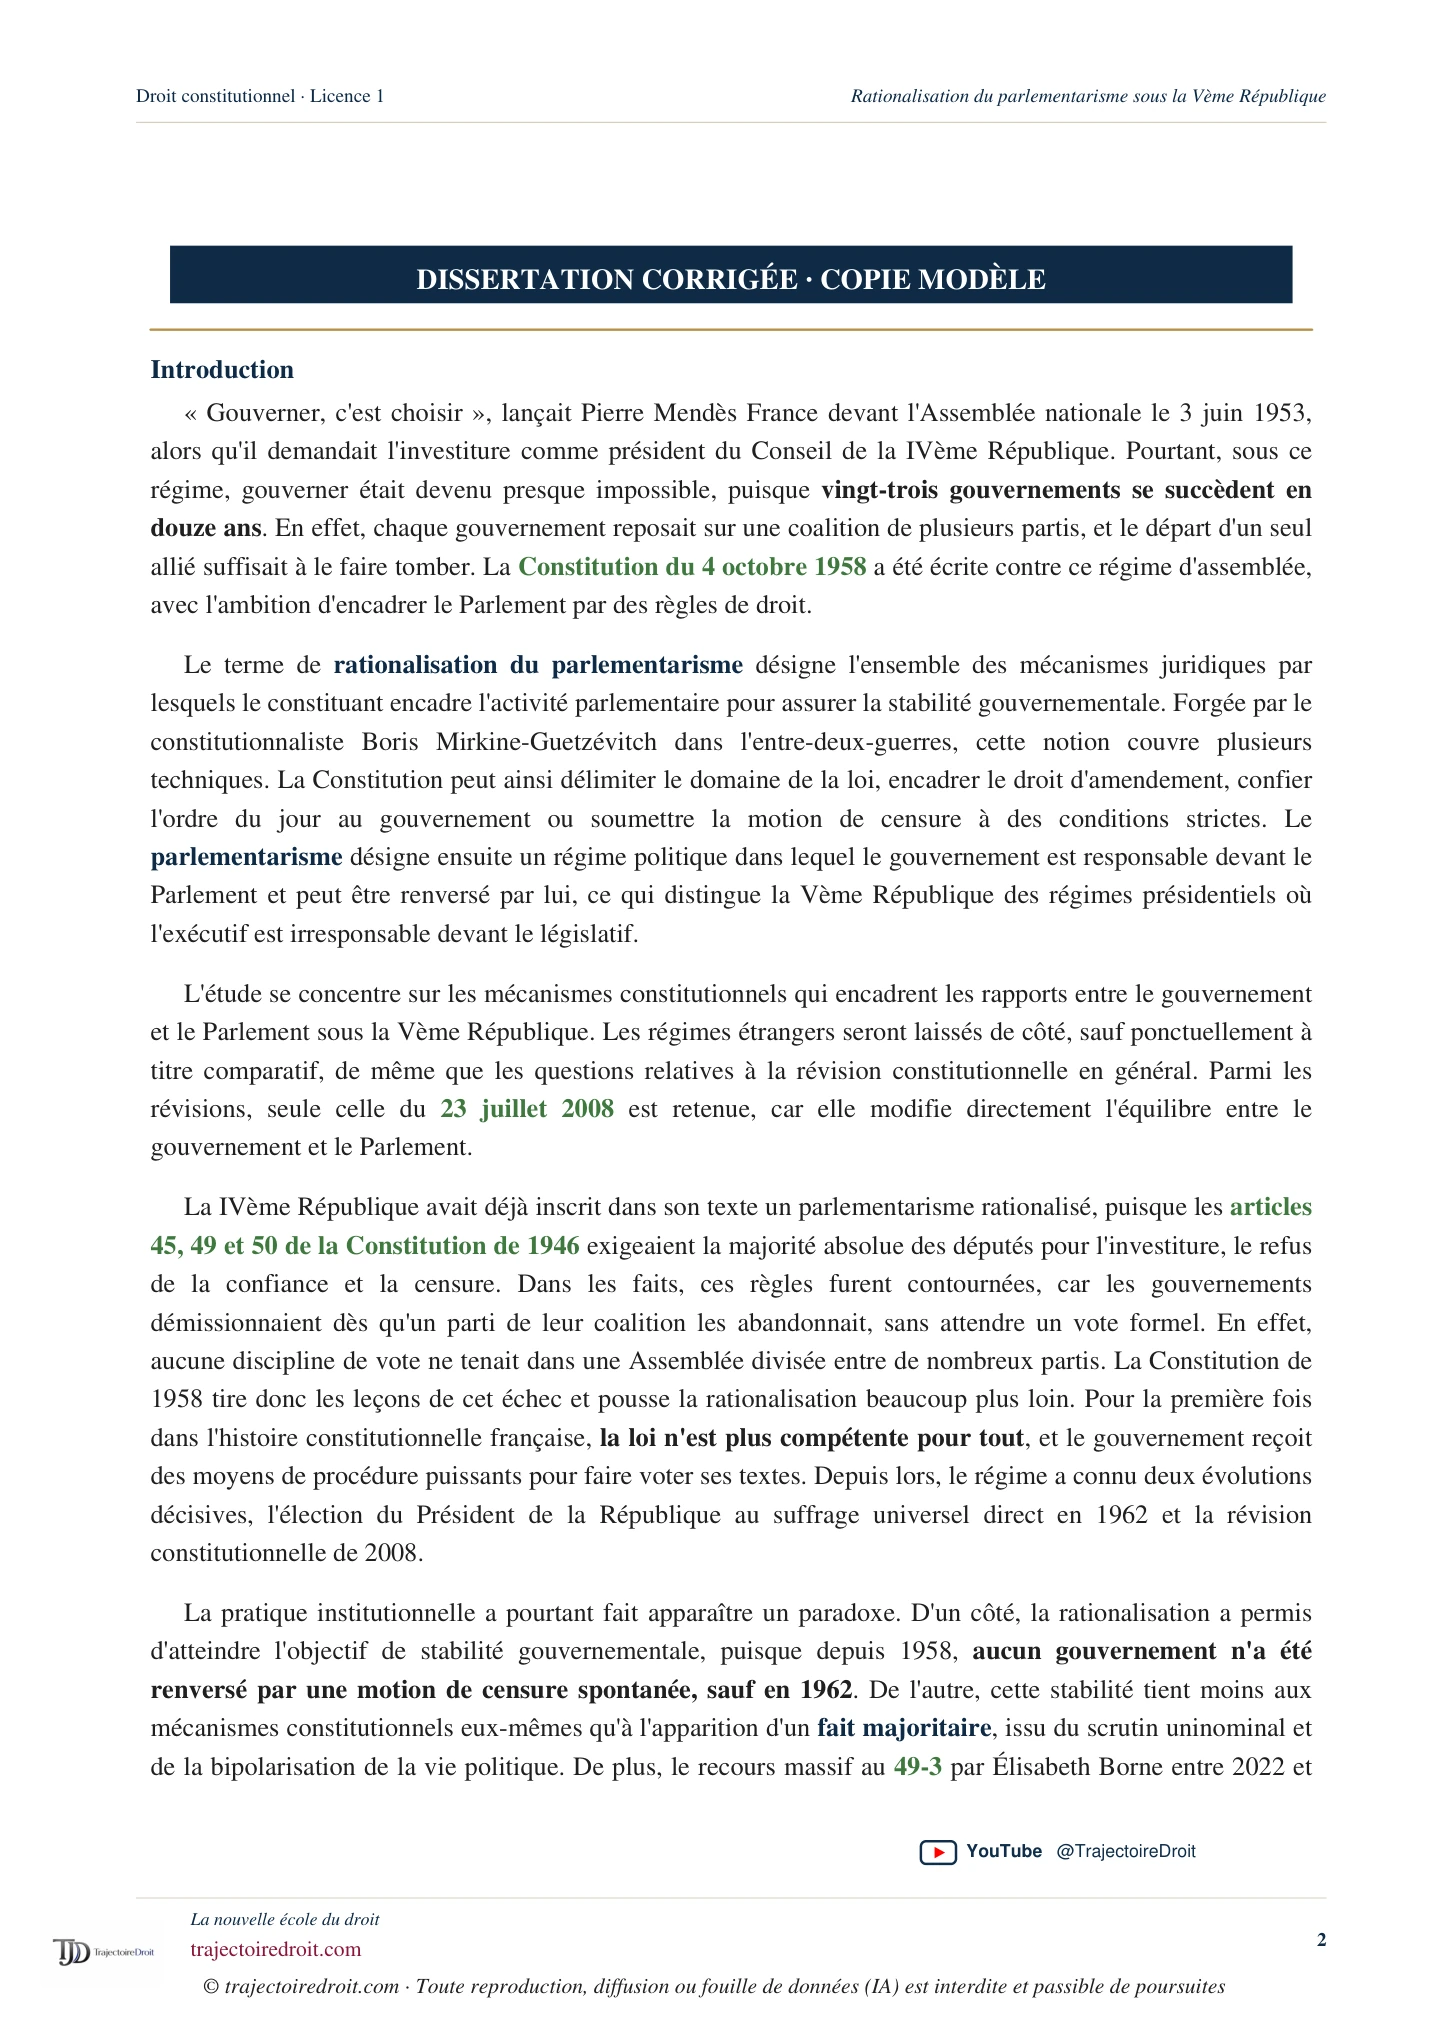 Droit constitutionnel · Licence 1
Rationalisation du parlementarisme sous la Vème République
DISSERTATION CORRIGÉE · COPIE MODÈLE
Introduction
« Gouverner, c'est choisir », lançait Pierre Mendès France devant l'Assemblée nationale le 3 juin 1953,
alors qu'il demandait l'investiture comme président du Conseil de la IVème République. Pourtant, sous ce
régime, gouverner était devenu presque impossible, puisque vingt-trois gouvernements se succèdent en
douze ans. En effet, chaque gouvernement reposait sur une coalition de plusieurs partis, et le départ d'un seul
allié suffisait à le faire tomber. La Constitution du 4 octobre 1958 a été écrite contre ce régime d'assemblée,
avec l'ambition d'encadrer le Parlement par des règles de droit.
Le terme de rationalisation du parlementarisme désigne l'ensemble des mécanismes juridiques par
lesquels le constituant encadre l'activité parlementaire pour assurer la stabilité gouvernementale. Forgée par le
constitutionnaliste Boris Mirkine-Guetzévitch dans l'entre-deux-guerres, cette notion couvre plusieurs
techniques. La Constitution peut ainsi délimiter le domaine de la loi, encadrer le droit d'amendement, confier
l'ordre du jour au gouvernement ou soumettre la motion de censure à des conditions strictes. Le
parlementarisme désigne ensuite un régime politique dans lequel le gouvernement est responsable devant le
Parlement et peut être renversé par lui, ce qui distingue la Vème République des régimes présidentiels où
l'exécutif est irresponsable devant le législatif.
L'étude se concentre sur les mécanismes constitutionnels qui encadrent les rapports entre le gouvernement
et le Parlement sous la Vème République. Les régimes étrangers seront laissés de côté, sauf ponctuellement à
titre comparatif, de même que les questions relatives à la révision constitutionnelle en général. Parmi les
révisions, seule celle du 23 juillet 2008 est retenue, car elle modifie directement l'équilibre entre le
gouvernement et le Parlement.
La IVème République avait déjà inscrit dans son texte un parlementarisme rationalisé, puisque les articles
45, 49 et 50 de la Constitution de 1946 exigeaient la majorité absolue des députés pour l'investiture, le refus
de la confiance et la censure. Dans les faits, ces règles furent contournées, car les gouvernements
démissionnaient dès qu'un parti de leur coalition les abandonnait, sans attendre un vote formel. En effet,
aucune discipline de vote ne tenait dans une Assemblée divisée entre de nombreux partis. La Constitution de
1958 tire donc les leçons de cet échec et pousse la rationalisation beaucoup plus loin. Pour la première fois
dans l'histoire constitutionnelle française, la loi n'est plus compétente pour tout, et le gouvernement reçoit
des moyens de procédure puissants pour faire voter ses textes. Depuis lors, le régime a connu deux évolutions
décisives, l'élection du Président de la République au suffrage universel direct en 1962 et la révision
constitutionnelle de 2008.
La pratique institutionnelle a pourtant fait apparaître un paradoxe. D'un côté, la rationalisation a permis
d'atteindre l'objectif de stabilité gouvernementale, puisque depuis 1958, aucun gouvernement n'a été
renversé par une motion de censure spontanée, sauf en 1962. De l'autre, cette stabilité tient moins aux
mécanismes constitutionnels eux-mêmes qu'à l'apparition d'un fait majoritaire, issu du scrutin uninominal et
de la bipolarisation de la vie politique. De plus, le recours massif au 49-3 par Élisabeth Borne entre 2022 et
YouTube @TrajectoireDroit
La nouvelle école du droit
TJD TrajectoireDroit
trajectoiredroit.com
2
© trajectoiredroit.com · Toute reproduction, diffusion ou fouille de données (IA) est interdite et passible de poursuites